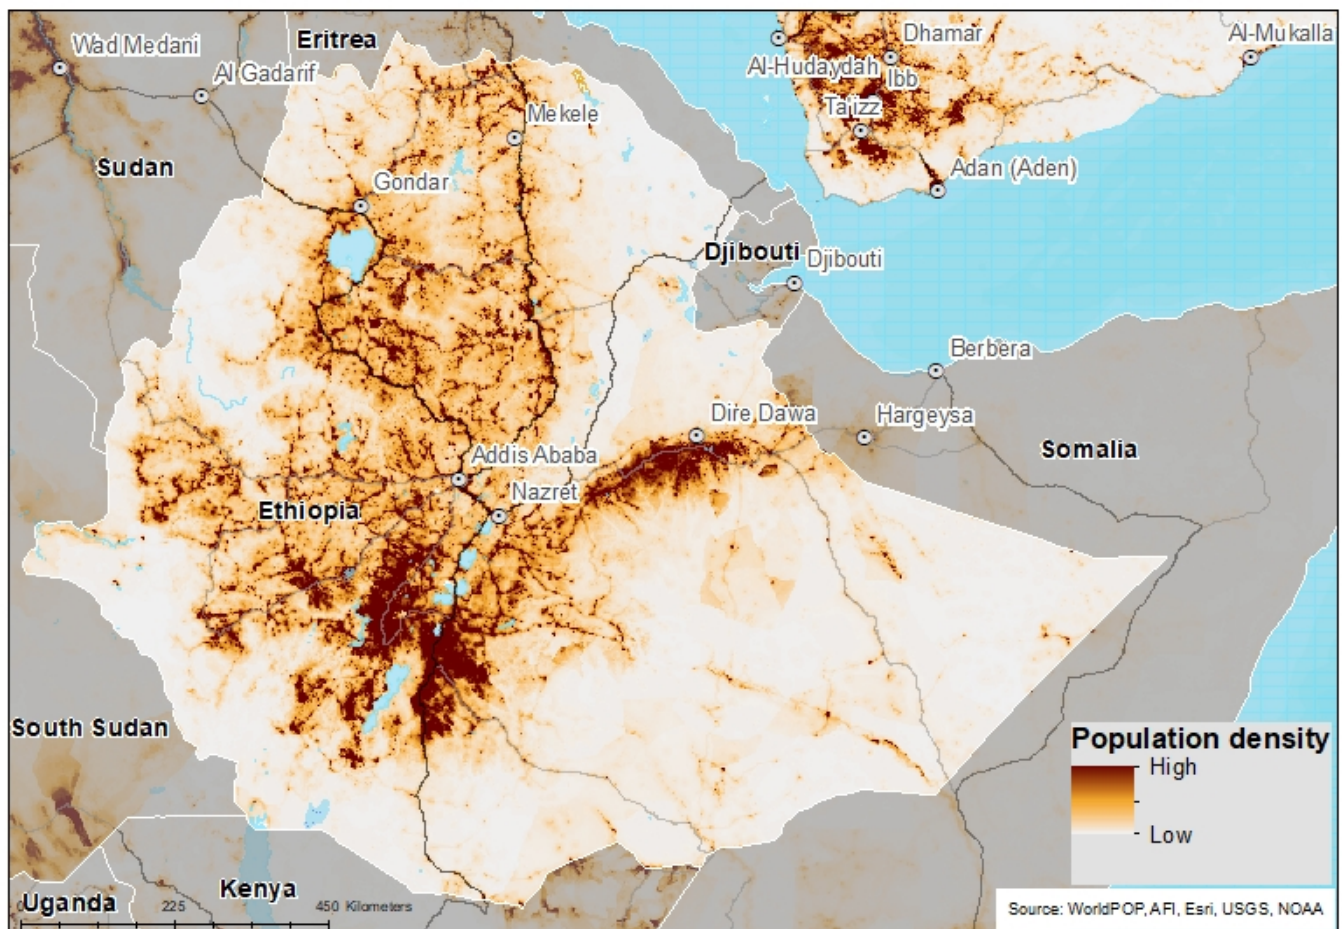 Eritrea
Wad Medani
Al Gadarif
Dhamar
Al-Mukalla
Al-Hudaydah
Ibb
Ta'izz
Mekele
Sudan
Gondar
Adan (Aden)
Djibouti
Djibouti
Berbera
Dire Dawa
Hargeysa
Somalia
Addis Ababa
Nazret
Ethiopia
South Sudan
Population density
High
Low
Kenya
Uganda
0
225
450 Kilometers
Source: WorldPOP, AFI, Esri, USGS, NOAA